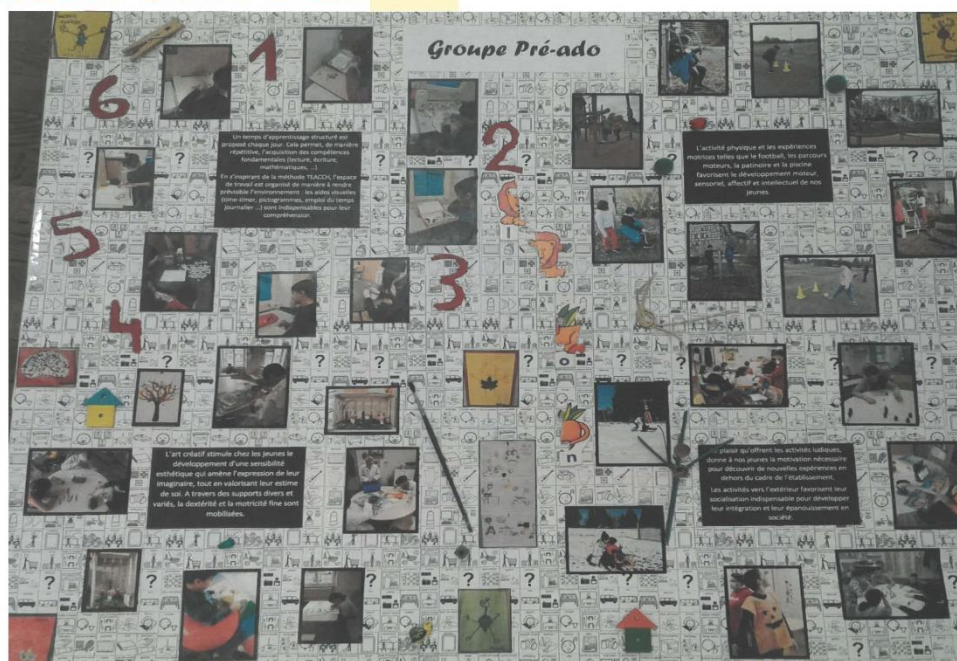 Groupe Pré-ado
6
1
Un temps d'apprentissage structuré est
proposé chaque jour. Cela permet, de manière
répétitive, l'acquisition des compétences
fondamentales (lecture, écriture,
mathématiques, ...)
En s'inspirant de la méthode TEACCH, l'espace
de travail est organisé de manière à rendre
prévisible l'environnement : les aides visuelles
(time-timer, pictogrammes, emploi du temps
journalier ...) sont indispensables pour leur
compréhension.
2
L'activité physique et les expériences
motrices telles que le football, les parcours
moteurs, la patinoire et la piscine
favorisent le développement moteur,
sensoriel, affectif et intellectuel de nos
jeunes.
5
3
4
L'art créatif stimule chez les jeunes le
développement d'une sensibilité
esthétique qui amène l'expression de leur
imaginaire, tout en valorisant leur estime
de soi. A travers des supports divers et
variés, la dextérité et la motricité fine sont
mobilisées.
plaisir qu'offrent les activités ludiques,
donne à nos jeunes la motivation nécessaire
pour découvrir de nouvelles expériences en
dehors du cadre de l'établissement.
Les activités vers l'extérieur favorisent leur
socialisation indispensable pour développer
leur intégration et leur épanouissement en
société.